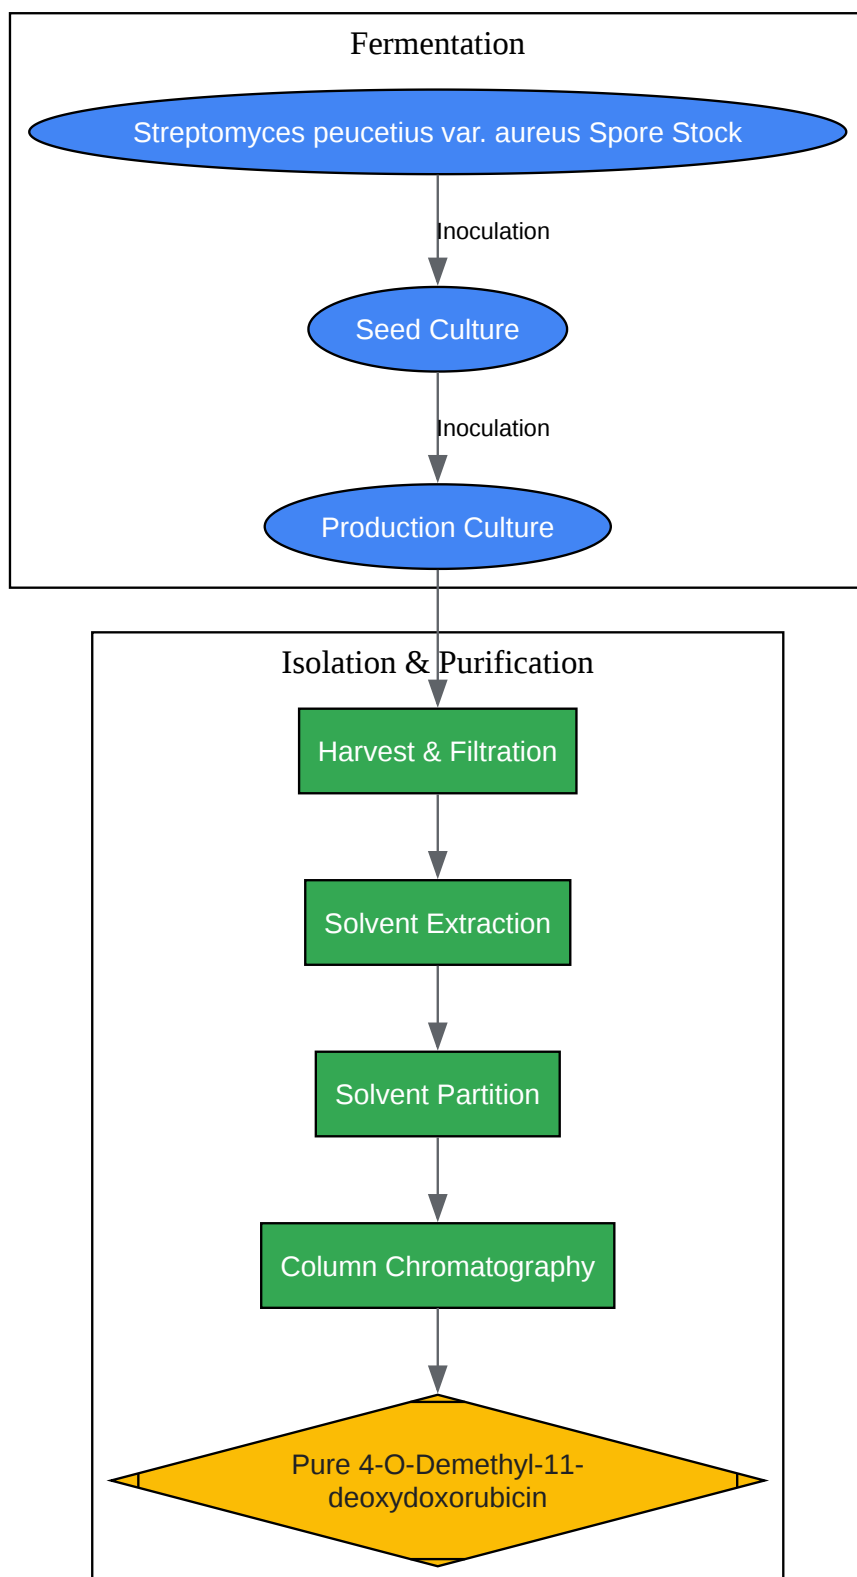 Fermentation
Streptomyces peucetius var. aureus Spore Stock
Inoculation
Seed Culture
Inoculation
Production Culture
Isolation & Purification
Harvest & Filtration
Solvent Extraction
Solvent Partition
Column Chromatography
Pure 4-O-Demethyl-11-
deoxydoxorubicin